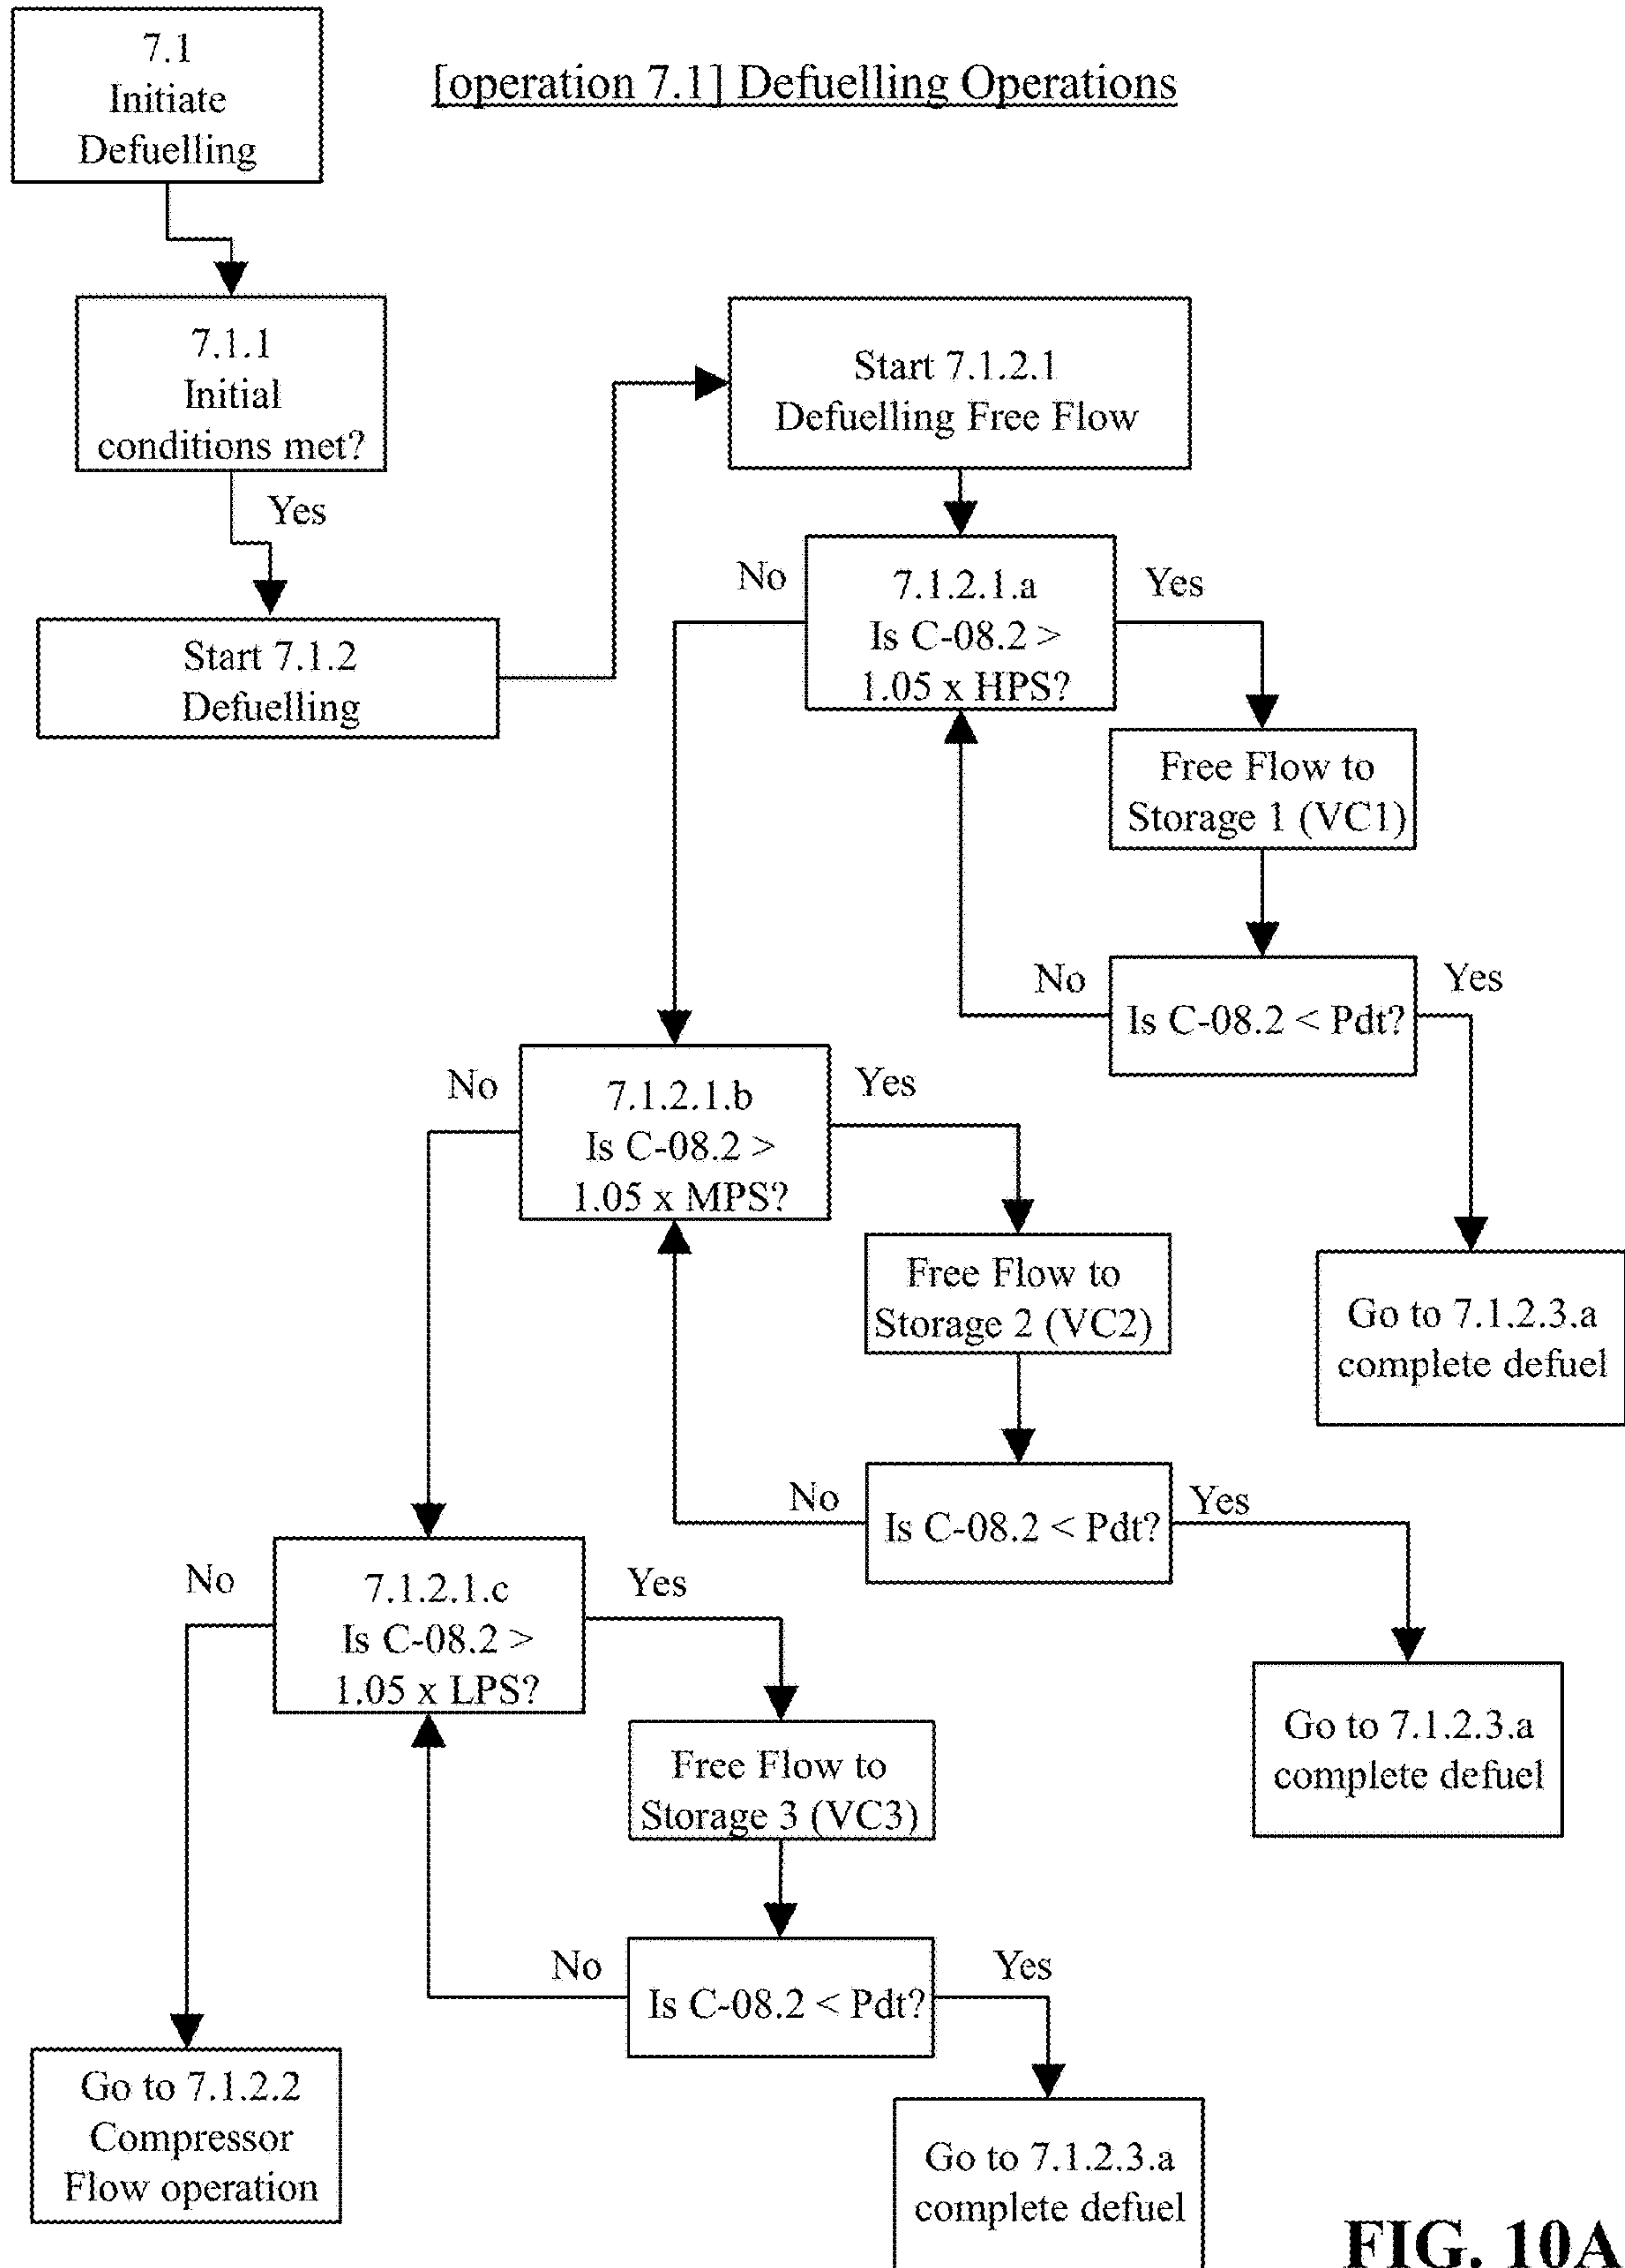 7.1
Initiate
Defuelling
[operation 7.1] Defuelling Operations
7.1.1
Initial
conditions met?
Yes
Start 7.1.2
Defuelling
Start 7.1.2.1
Defuelling Free Flow
No
7.1.2.1.a
Is C-08.2 >
1.05 x HPS?
Yes
Free Flow to
Storage 1 (VC1)
No
Is C-08.2 < Pdt?
Yes
Go to 7.1.2.3.a
complete defuel
No
7.1.2.1.b
Is C-08.2 >
1.05 x MPS?
Yes
Free Flow to
Storage 2 (VC2)
No
Is C-08.2 < Pdt?
Yes
Go to 7.1.2.3.a
complete defuel
No
7.1.2.1.c
Is C-08.2 >
1.05 x LPS?
Yes
Free Flow to
Storage 3 (VC3)
No
Is C-08.2 < Pdt?
Yes
Go to 7.1.2.3.a
complete defuel
Go to 7.1.2.2
Compressor
Flow operation
FIG. 10A